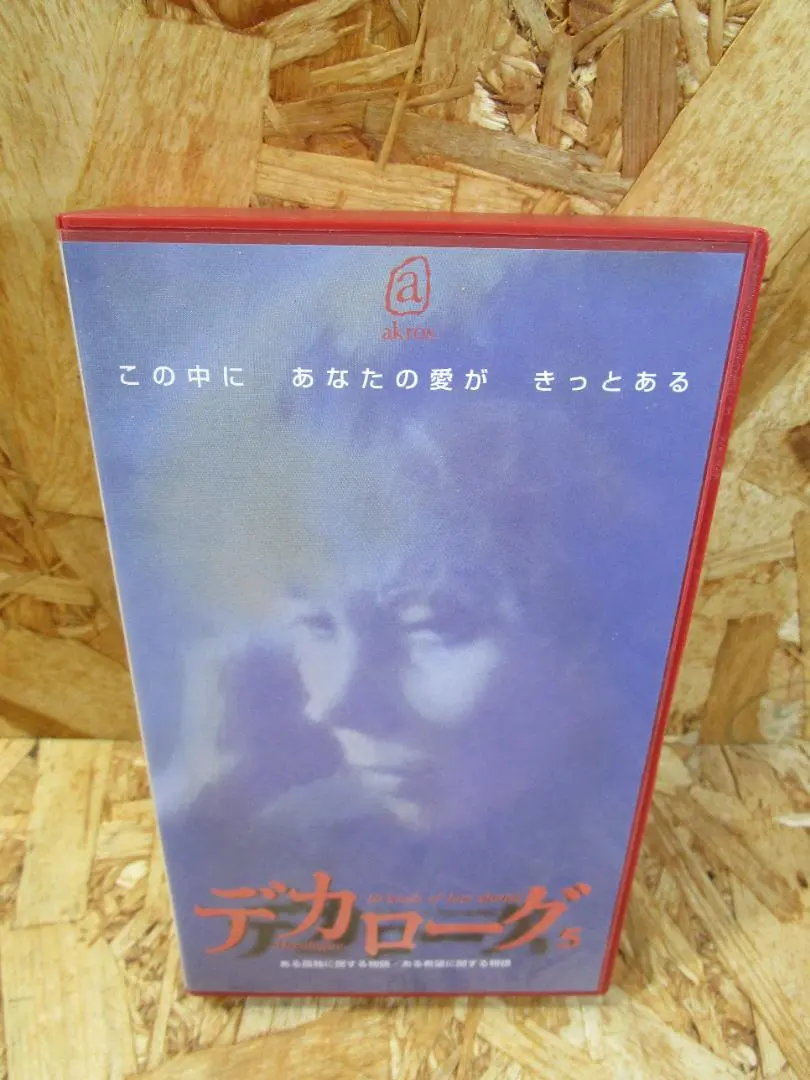 a
akros
この中に　あなたの愛が　きっとある
デカローグ5
ある孤独に関する物語／ある希望に関する物語